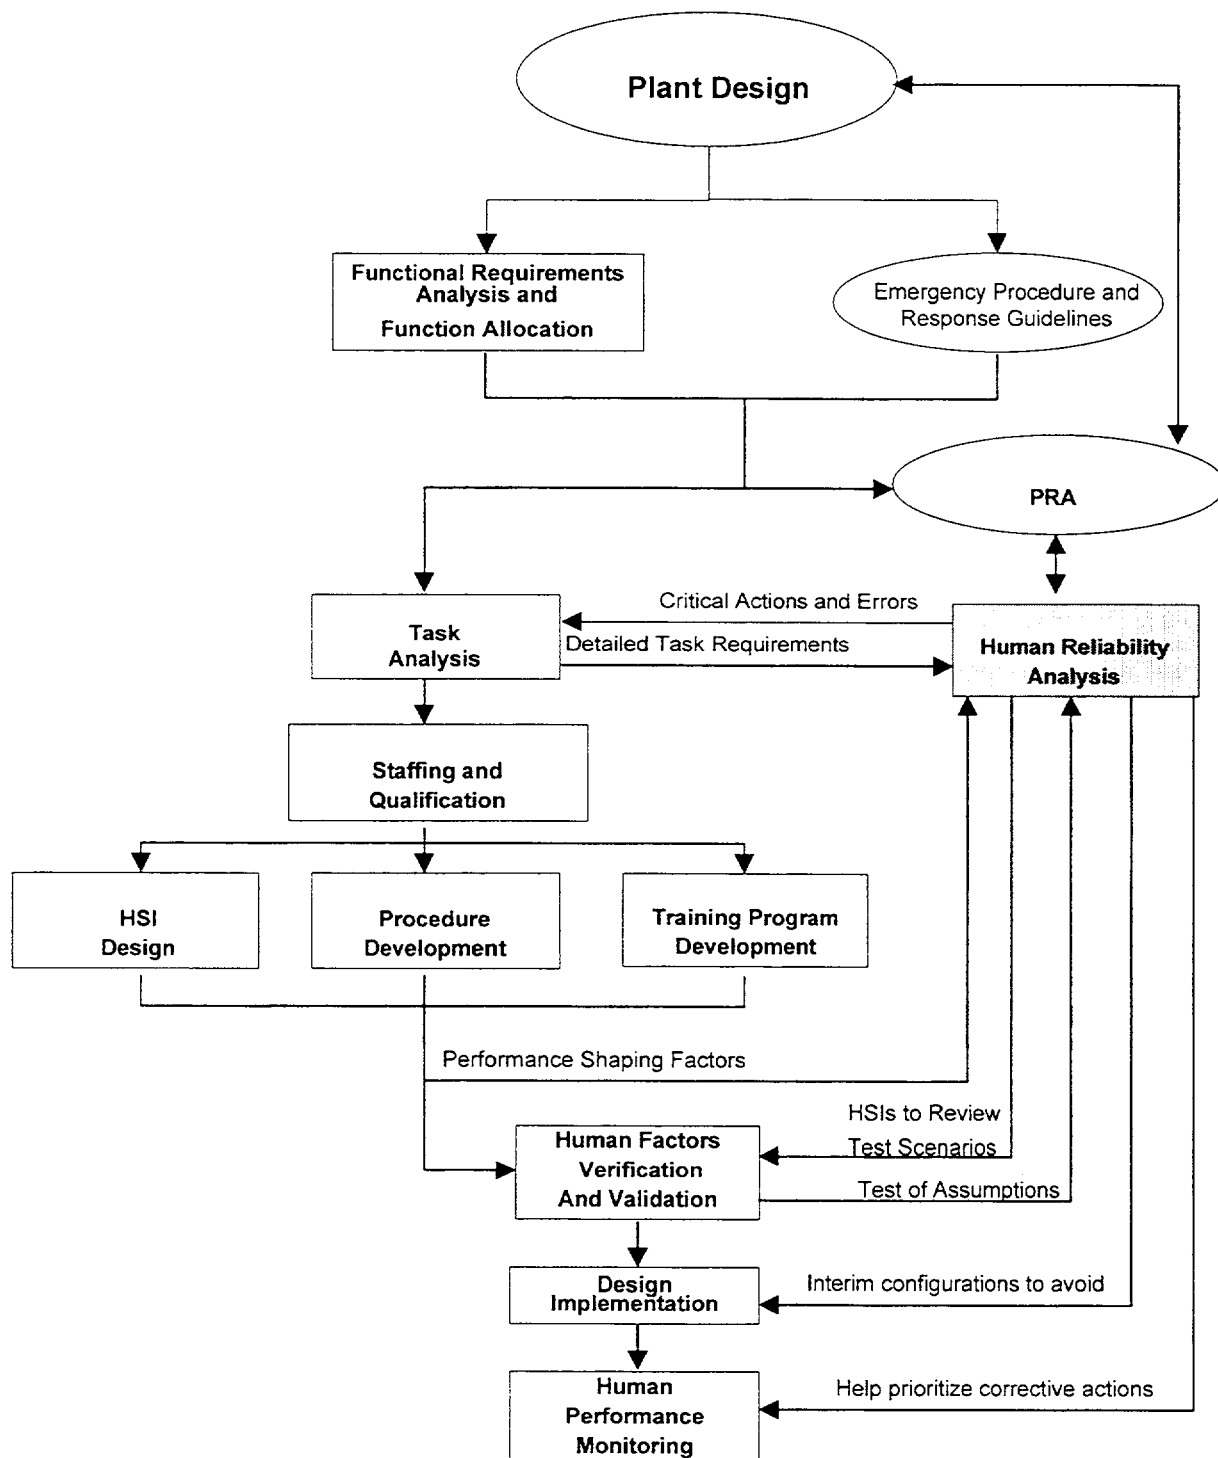 Plant Design
Functional Requirements
Analysis and
Function Allocation
Emergency Procedure and
Response Guidelines
PRA
Critical Actions and Errors
Task
Analysis
Detailed Task Requirements
Human Reliability
Analysis
Staffing and
Qualification
HSI
Design
Procedure
Development
Training Program
Development
Performance Shaping Factors
HSIs to Review
Test Scenarios
Human Factors
Verification
And Validation
Test of Assumptions
Design
Implementation
Interim configurations to avoid
Human
Performance
Monitoring
Help prioritize corrective actions